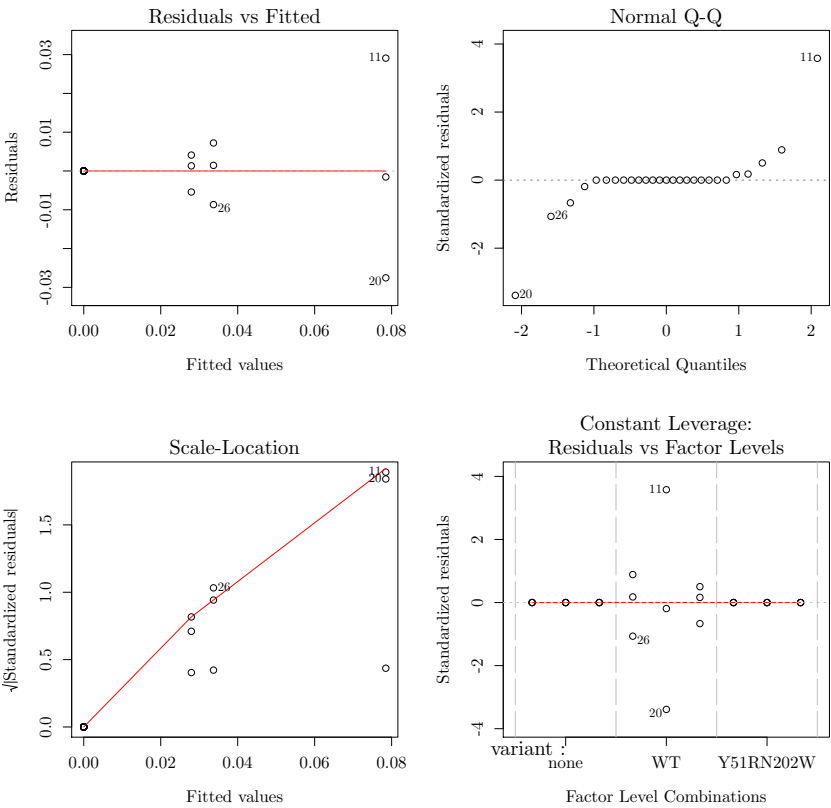 Residuals vs Fitted
0.03
0.01
-0.01
-0.03
Residuals
11
26
20
0.00 0.02 0.04 0.06 0.08
Fitted values
Normal Q-Q
4
2
0
-2
Standardized residuals
11
26
20
-2 -1 0 1 2
Theoretical Quantiles
Scale-Location
1.5
1.0
0.5
0.0
√|Standardized residuals|
11
20
26
0.00 0.02 0.04 0.06 0.08
Fitted values
Constant Leverage:
Residuals vs Factor Levels
4
2
0
-2
-4
Standardized residuals
11
26
20
variant :
none WT Y51RN202W
Factor Level Combinations